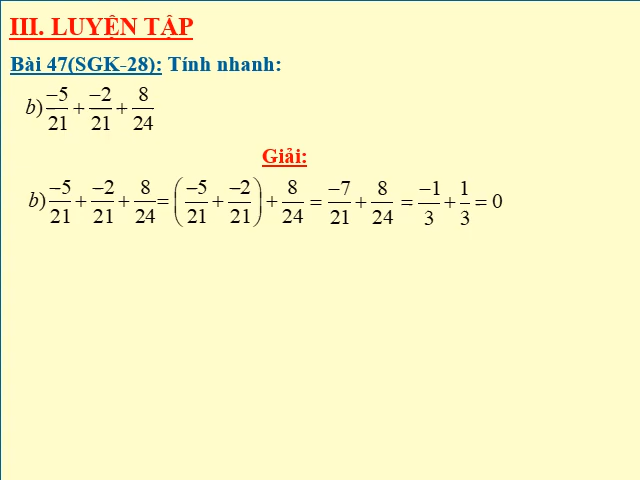 III. LUYỆN TẬP
Bài 47(SGK-28): Tính nhanh:
b) −5/21 + −2/21 + 8/24
Giải:
b) −5/21 + −2/21 + 8/24 = (−5/21 + −2/21) + 8/24 = −7/21 + 8/24 = −1/3 + 1/3 = 0